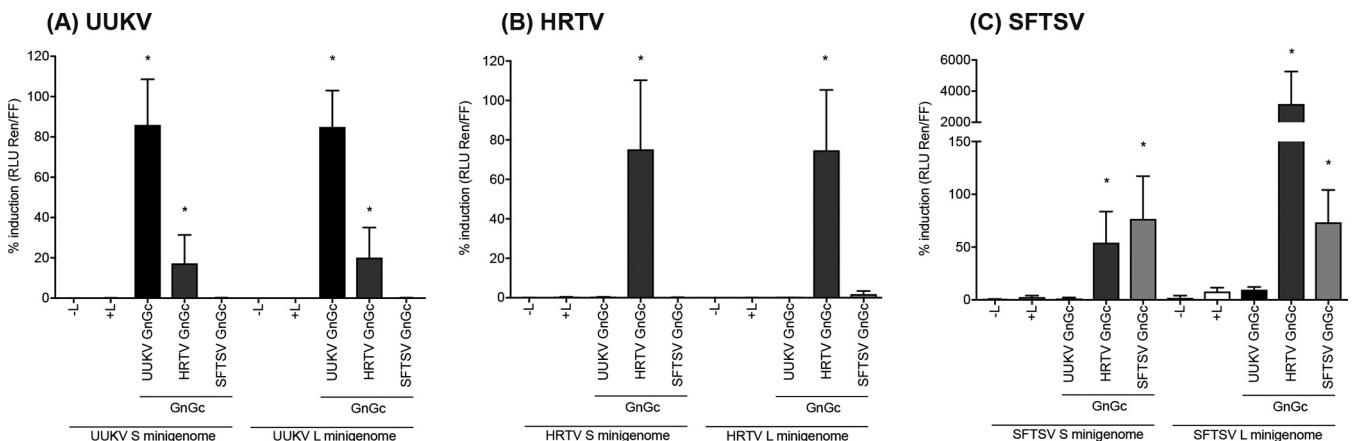 (A) UUKV
% induction (RLU Ren/FF)
120
100
80
60
40
20
0
* * * *
-L
+L
UUKV GnGc
HRTV GnGc
SFTSV GnGc
-L
+L
UUKV GnGc
HRTV GnGc
SFTSV GnGc
GnGc GnGc
UUKV S minigenome UUKV L minigenome
(B) HRTV
% induction (RLU Ren/FF)
120
100
80
60
40
20
0
* *
-L
+L
UUKV GnGc
HRTV GnGc
SFTSV GnGc
-L
+L
UUKV GnGc
HRTV GnGc
SFTSV GnGc
GnGc GnGc
HRTV S minigenome HRTV L minigenome
(C) SFTSV
% induction (RLU Ren/FF)
6000
4000
2000
150
100
50
0
* * * *
-L
+L
UUKV GnGc
HRTV GnGc
SFTSV GnGc
-L
+L
UUKV GnGc
HRTV GnGc
SFTSV GnGc
GnGc GnGc
SFTSV S minigenome SFTSV L minigenome